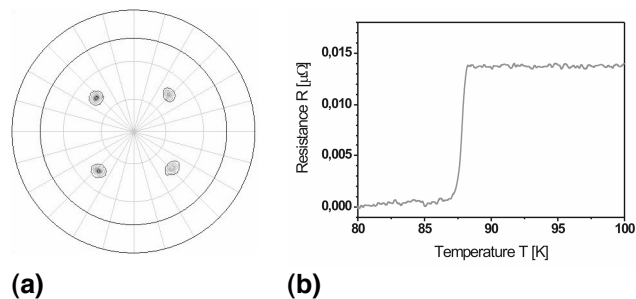 0,015
0,010
0,005
0,000
Resistance R [μΩ]
80 85 90 95 100
Temperature T [K]
(a) (b)